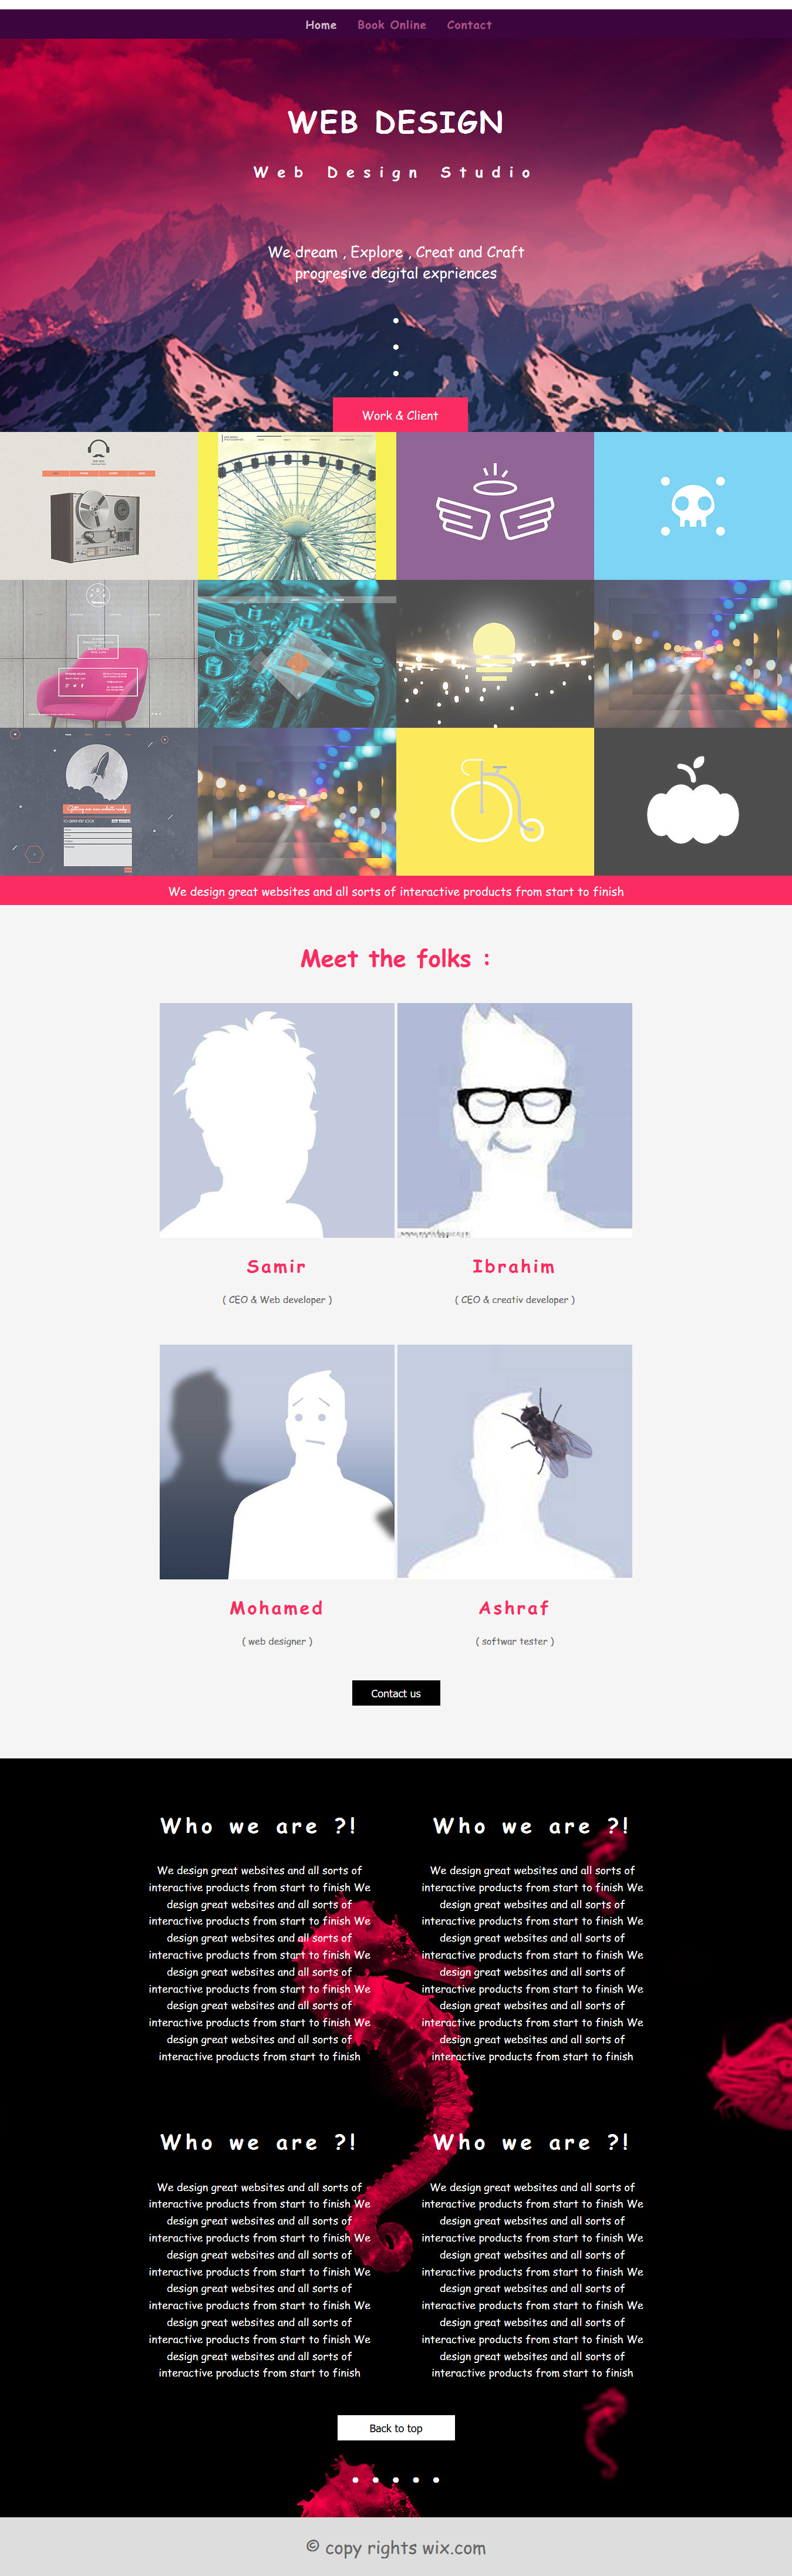 Home Book Online Contact
WEB DESIGN
Web Design Studio
We dream , Explore , Creat and Craft
progresive degital expriences
Work & Client
We design great websites and all sorts of interactive products from start to finish
Meet the folks :
Samir Ibrahim
( CEO & Web developer ) ( CEO & creativ developer )
Mohamed Ashraf
( web designer ) ( softwar tester )
Contact us
Who we are ?!
We design great websites and all sorts of
interactive products from start to finish We
design great websites and all sorts of
interactive products from start to finish We
design great websites and all sorts of
interactive products from start to finish We
design great websites and all sorts of
interactive products from start to finish We
design great websites and all sorts of
interactive products from start to finish We
design great websites and all sorts of
interactive products from start to finish
Who we are ?!
We design great websites and all sorts of
interactive products from start to finish We
design great websites and all sorts of
interactive products from start to finish We
design great websites and all sorts of
interactive products from start to finish We
design great websites and all sorts of
interactive products from start to finish We
design great websites and all sorts of
interactive products from start to finish We
design great websites and all sorts of
interactive products from start to finish
Who we are ?!
We design great websites and all sorts of
interactive products from start to finish We
design great websites and all sorts of
interactive products from start to finish We
design great websites and all sorts of
interactive products from start to finish We
design great websites and all sorts of
interactive products from start to finish We
design great websites and all sorts of
interactive products from start to finish We
design great websites and all sorts of
interactive products from start to finish
Who we are ?!
We design great websites and all sorts of
interactive products from start to finish We
design great websites and all sorts of
interactive products from start to finish We
design great websites and all sorts of
interactive products from start to finish We
design great websites and all sorts of
interactive products from start to finish We
design great websites and all sorts of
interactive products from start to finish We
design great websites and all sorts of
interactive products from start to finish
Back to top
© copy rights wix.com